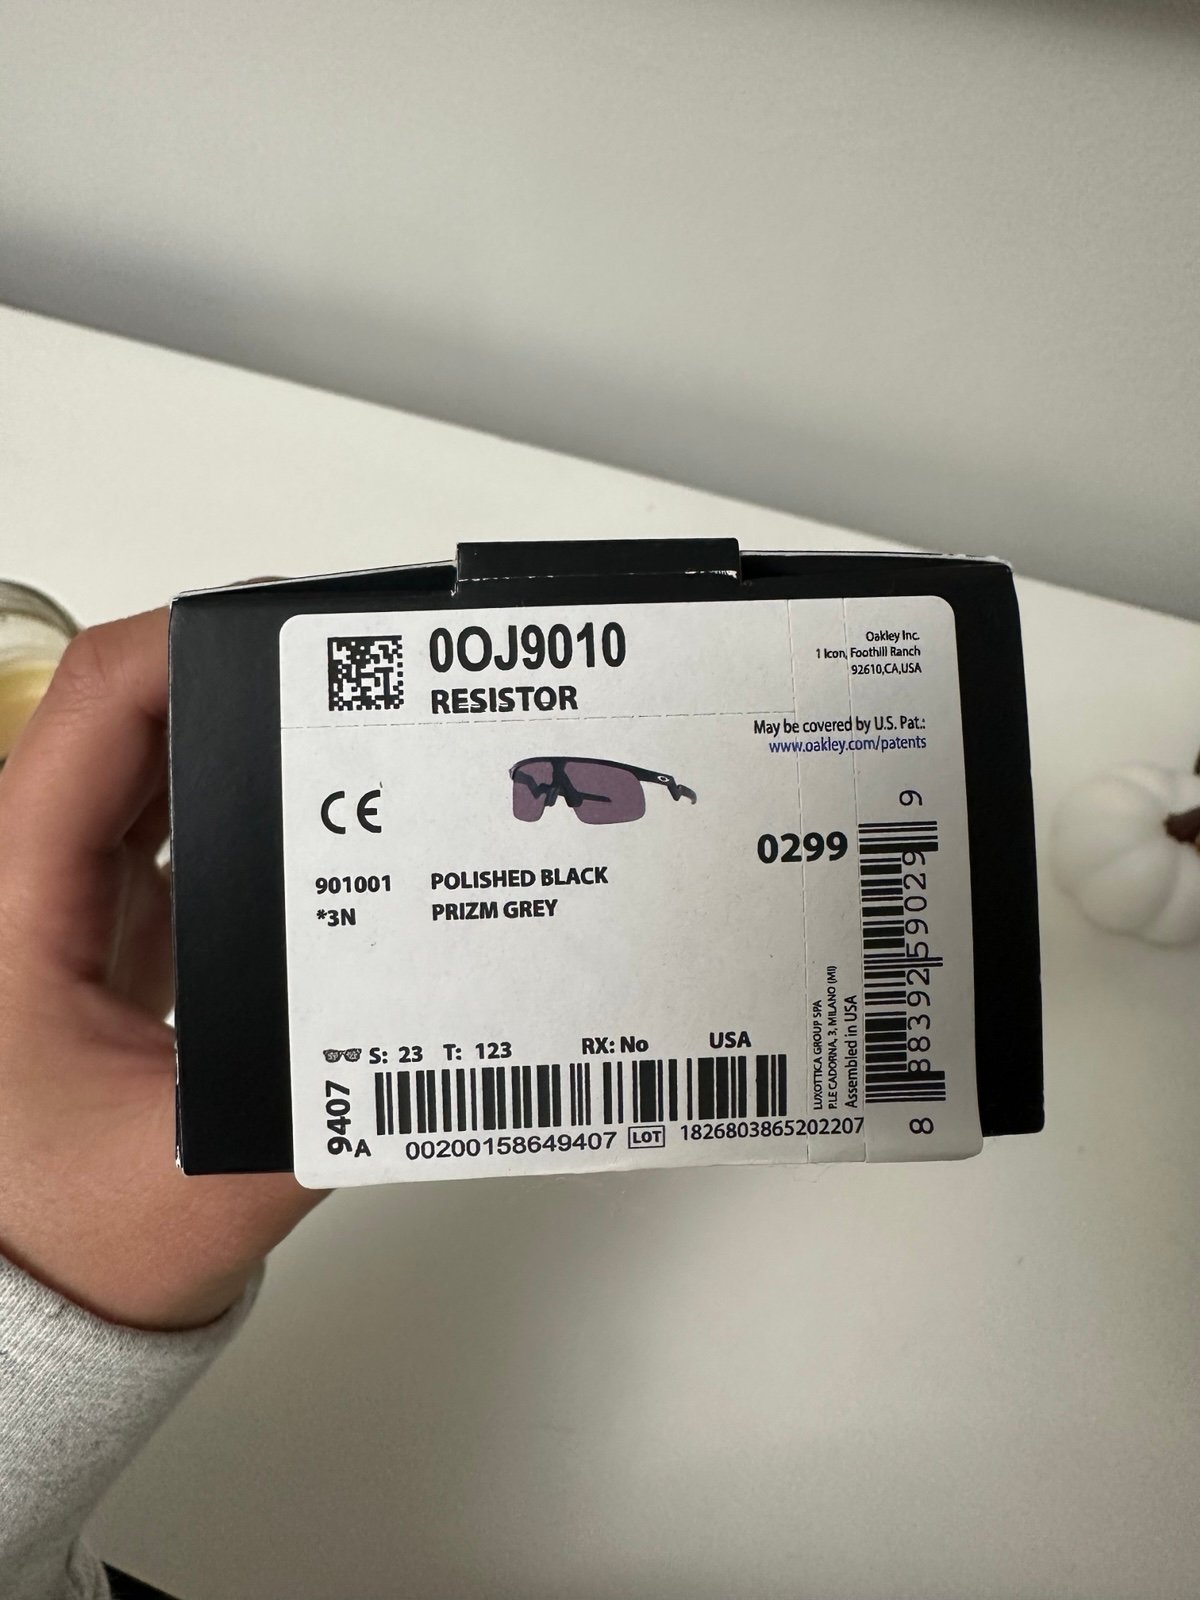 0OJ9010
RESISTOR
Oakley Inc.
1 Icon, Foothill Ranch
92610,CA,USA
May be covered by U.S. Pat.:
www.oakley.com/patents
CE
0299
901001 POLISHED BLACK
*3N PRIZM GREY
S: 23 T: 123 RX: No USA
9407
A
00200158649407 LOT 1826803865202207
LUXOTTICA GROUP SPA
P.LE CADORNA, 3, MILANO (MI)
Assembled in USA
8 88392 59029 9